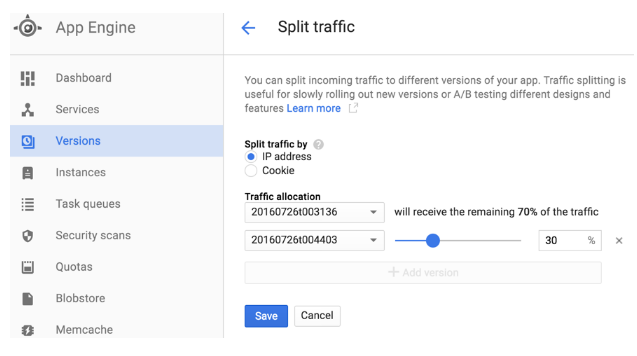 App Engine
Split traffic
Dashboard
Services
Versions
Instances
Task queues
Security scans
Quotas
Blobstore
Memcache
You can split incoming traffic to different versions of your app. Traffic splitting is
useful for slowly rolling out new versions or A/B testing different designs and
features Learn more
Split traffic by ?
IP address
Cookie
Traffic allocation
20160726t003136 will receive the remaining 70% of the traffic
20160726t004403 30 % ×
+ Add version
Save Cancel